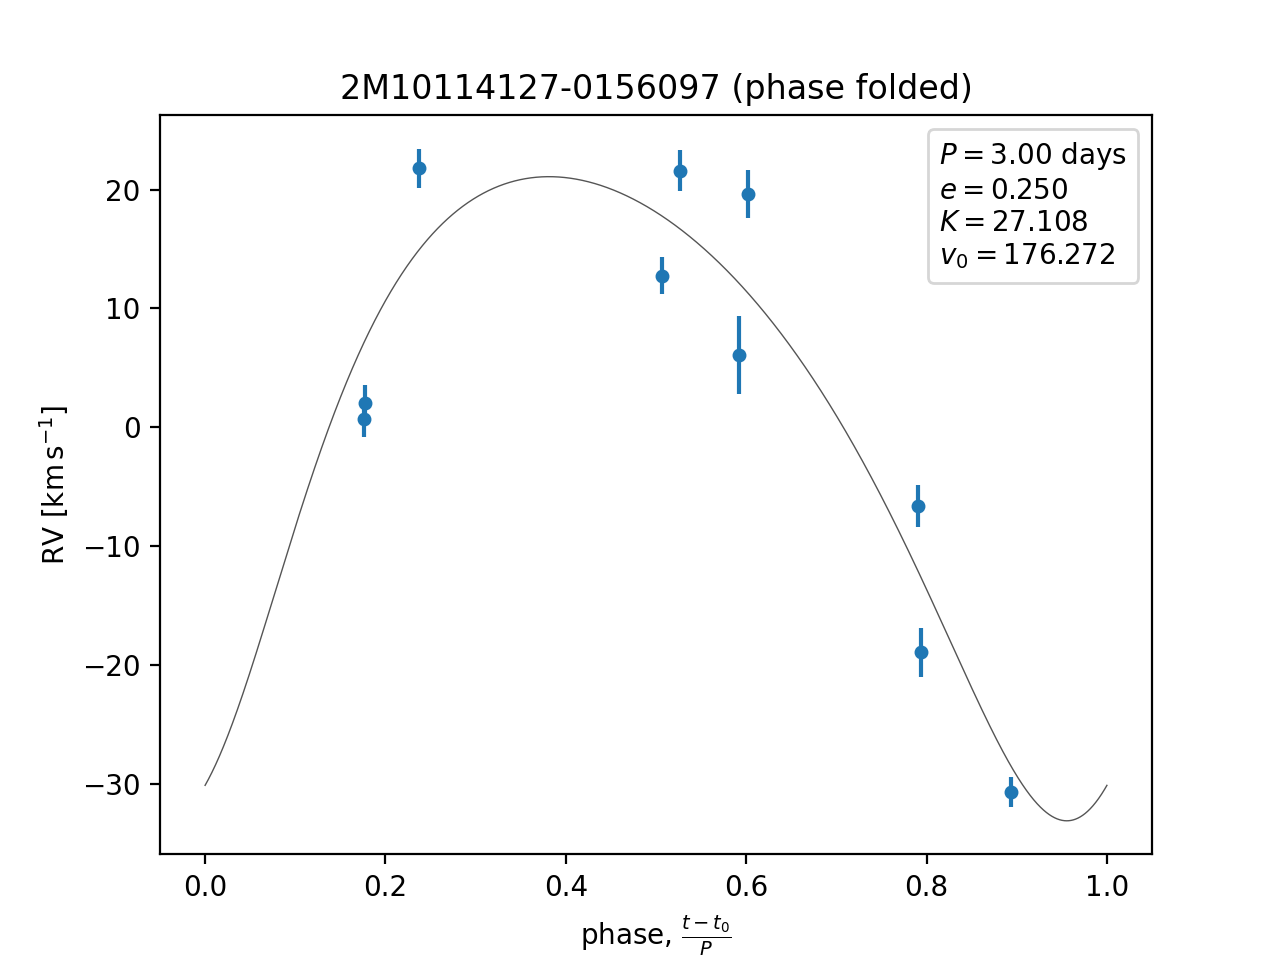 2M10114127-0156097 (phase folded)
P = 3.00 days
e = 0.250
K = 27.108
v₀ = 176.272
RV [km s⁻¹]
20
10
0
−10
−20
−30
0.0 0.2 0.4 0.6 0.8 1.0
phase, (t − t₀)/P